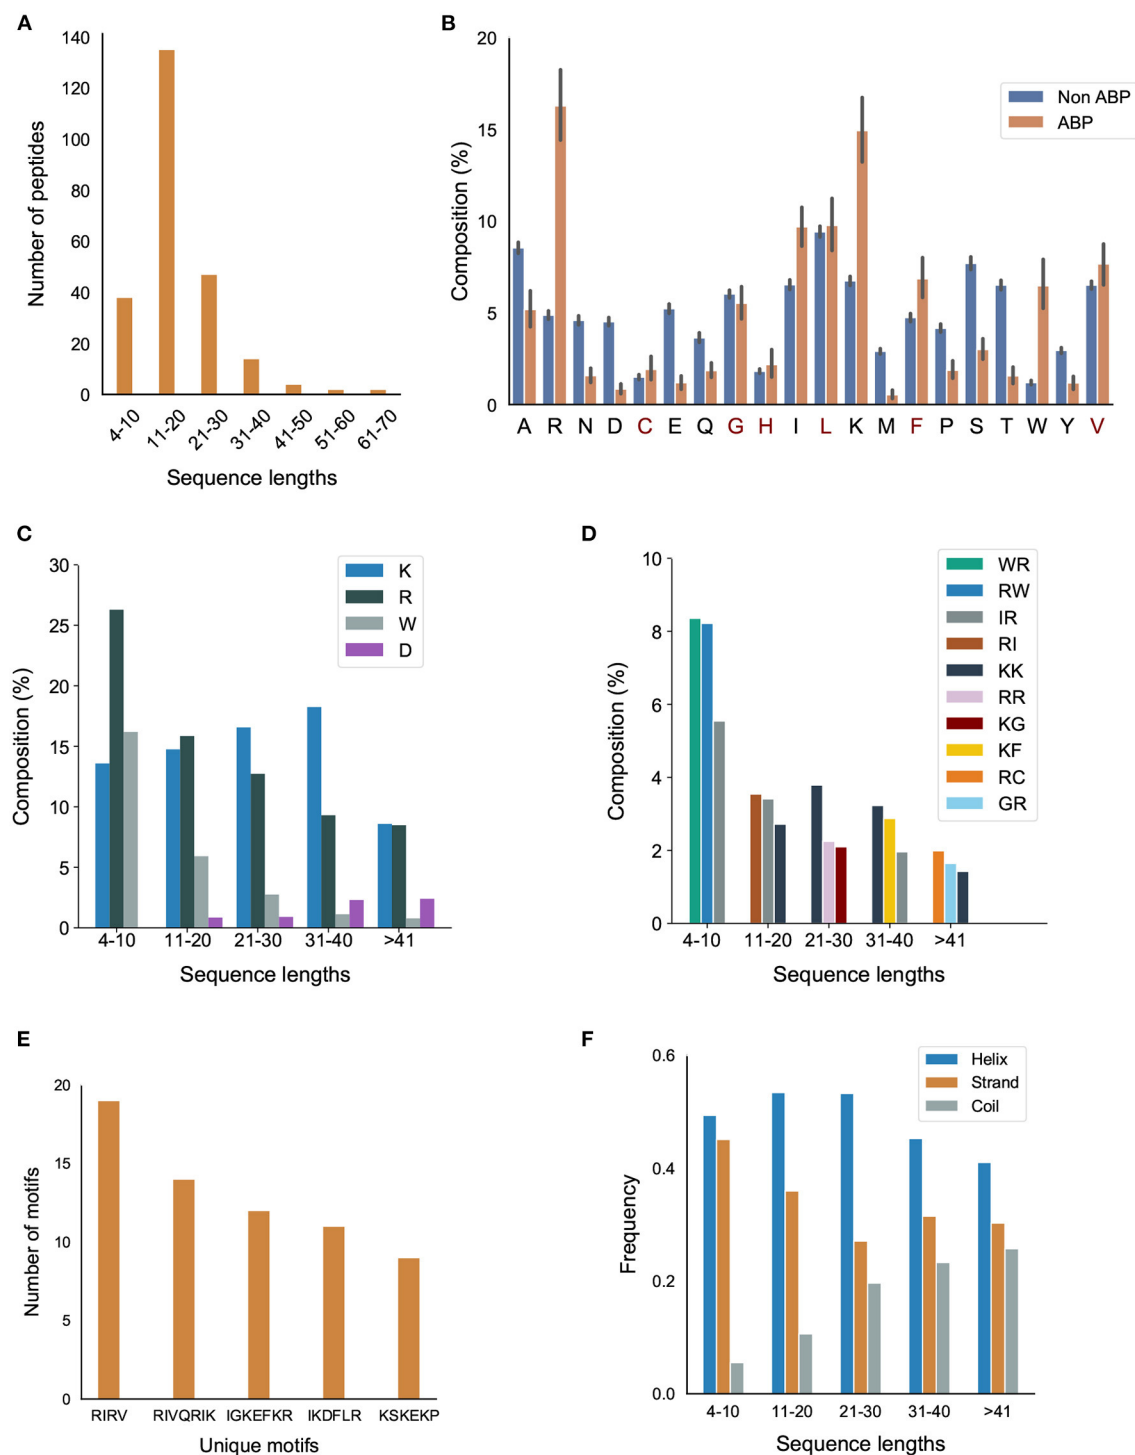 A
Number of peptides
140
120
100
80
60
40
20
0
4-10
11-20
21-30
31-40
41-50
51-60
61-70
Sequence lengths
B
Composition (%)
20
15
10
5
0
Non ABP
ABP
A R N D C E Q G H I L K M F P S T W Y V
C
Composition (%)
30
25
20
15
10
5
0
K
R
W
D
4-10 11-20 21-30 31-40 >41
Sequence lengths
D
Composition (%)
10
8
6
4
2
0
WR
RW
IR
RI
KK
RR
KG
KF
RC
GR
4-10 11-20 21-30 31-40 >41
Sequence lengths
E
Number of motifs
20
15
10
5
0
RIRV RIVQRIK IGKEFKR IKDFLR KSKEKP
Unique motifs
F
Frequency
0.6
0.4
0.2
0.0
Helix
Strand
Coil
4-10 11-20 21-30 31-40 >41
Sequence lengths